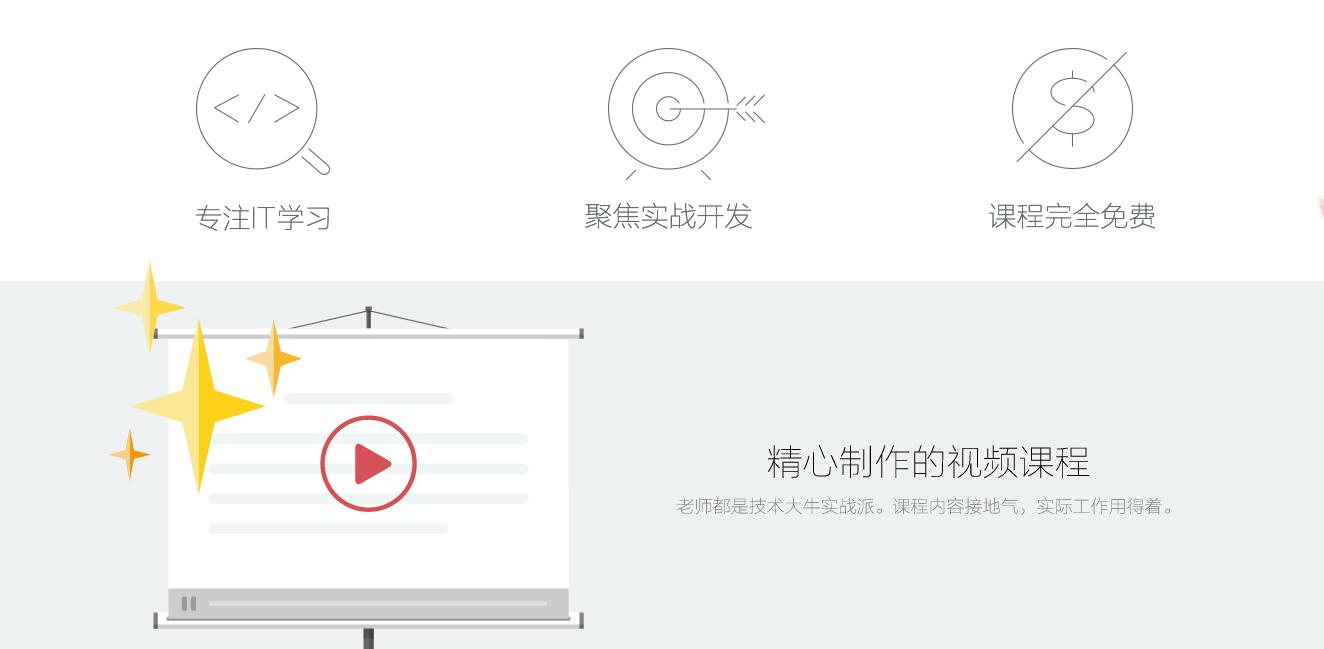 专注IT学习
聚焦实战开发
课程完全免费
精心制作的视频课程
老师都是技术大牛实战派。课程内容接地气，实际工作用得着。